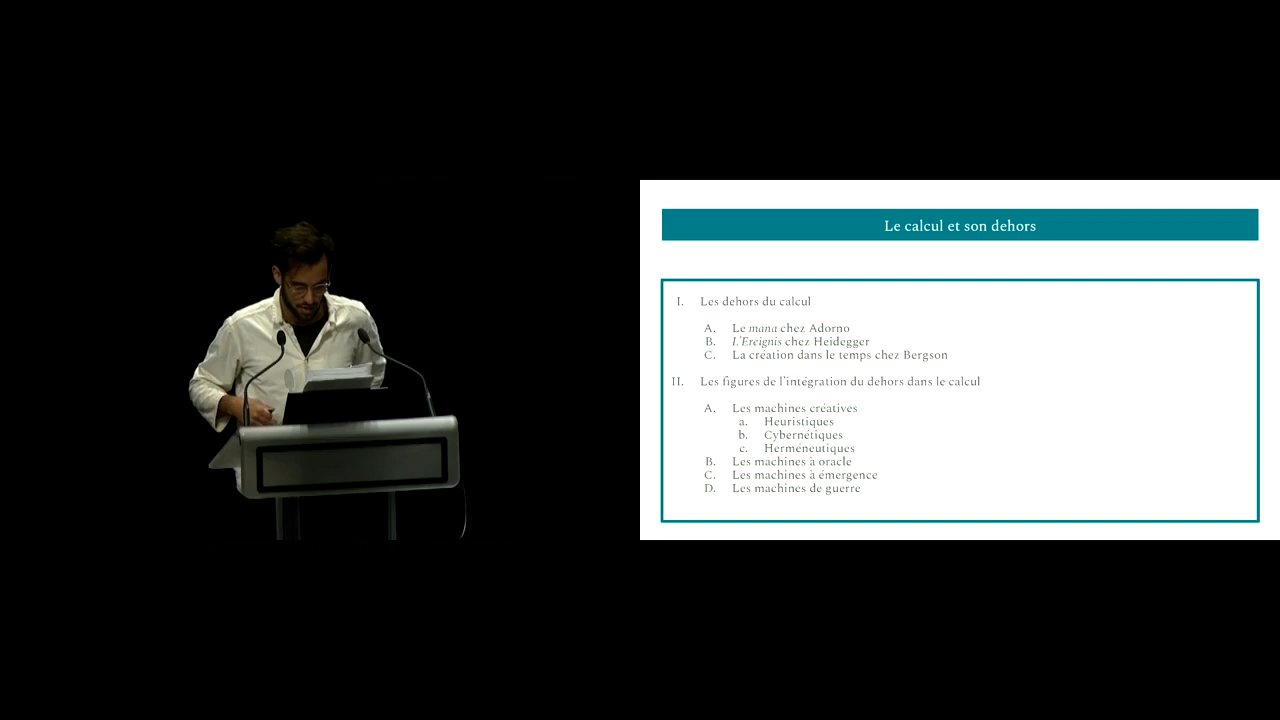 Le calcul et son dehors
I. Les dehors du calcul
A. Le mana chez Adorno
B. L'Ereignis chez Heidegger
C. La création dans le temps chez Bergson
II. Les figures de l'intégration du dehors dans le calcul
A. Les machines créatives
a. Heuristiques
b. Cybernétiques
c. Herméneutiques
B. Les machines à oracle
C. Les machines à émergence
D. Les machines de guerre